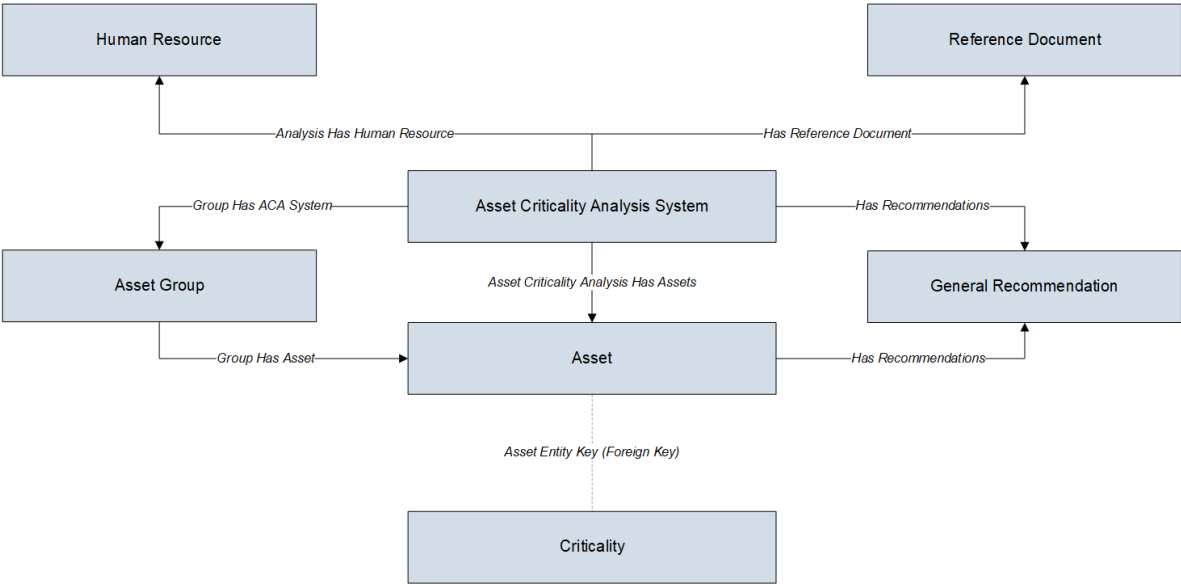 Human Resource
Reference Document
Analysis Has Human Resource
Has Reference Document
Group Has ACA System
Asset Criticality Analysis System
Has Recommendations
Asset Group
Asset Criticality Analysis Has Assets
General Recommendation
Group Has Asset
Asset
Has Recommendations
Asset Entity Key (Foreign Key)
Criticality